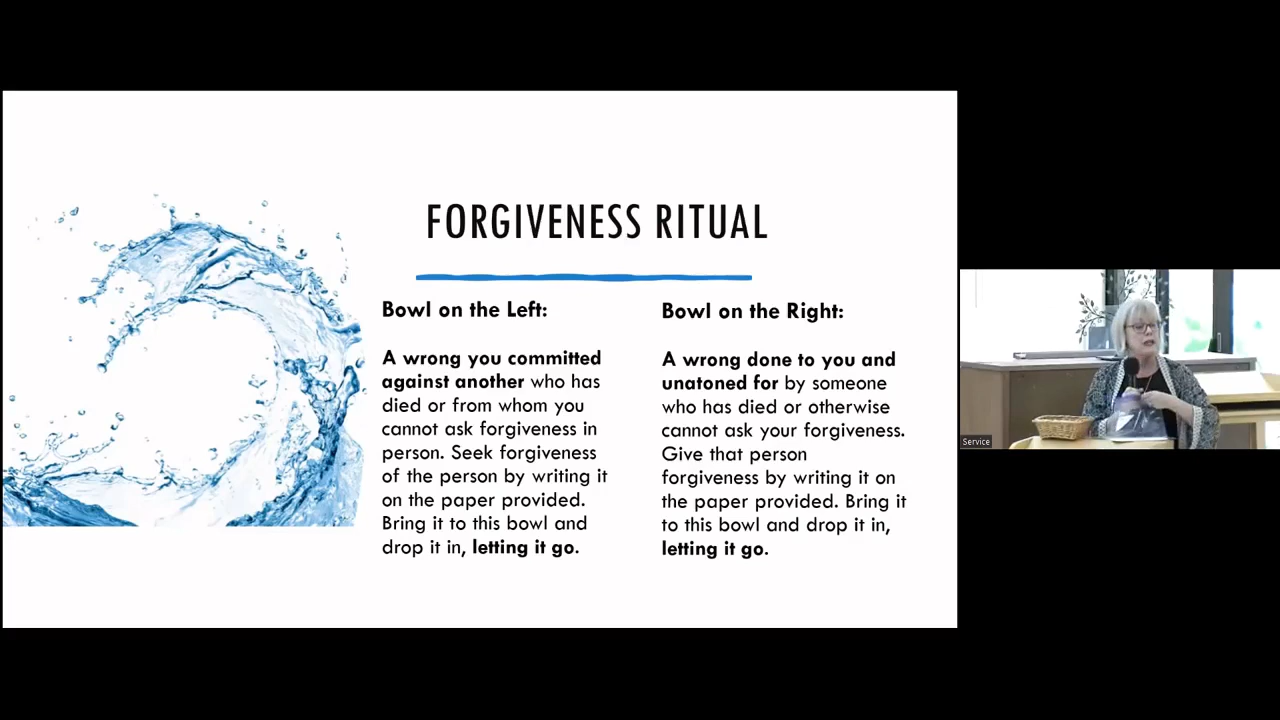 FORGIVENESS RITUAL
Bowl on the Left:
A wrong you committed
against another who has
died or from whom you
cannot ask forgiveness in
person. Seek forgiveness
of the person by writing it
on the paper provided.
Bring it to this bowl and
drop it in, letting it go.
Bowl on the Right:
A wrong done to you and
unatoned for by someone
who has died or otherwise
cannot ask your forgiveness.
Give that person
forgiveness by writing it on
the paper provided. Bring it
to this bowl and drop it in,
letting it go.
Service